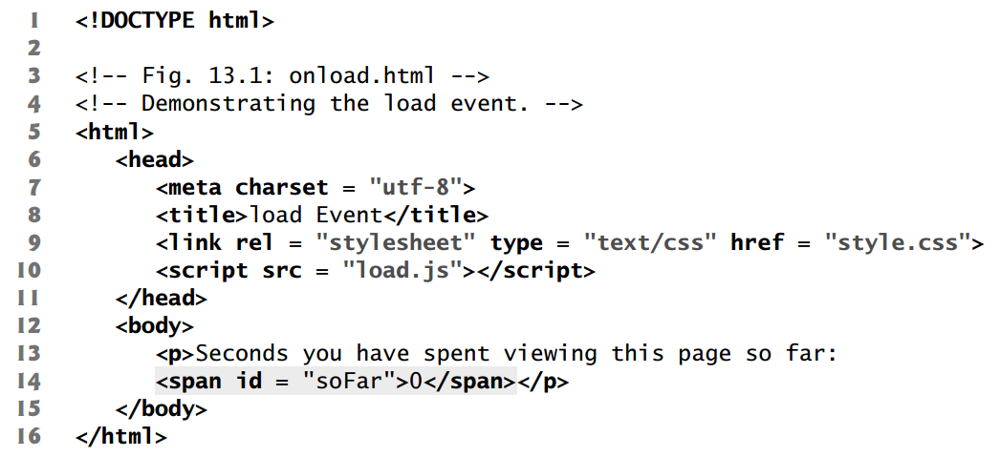 1 <!DOCTYPE html>
2
3 <!-- Fig. 13.1: onload.html -->
4 <!-- Demonstrating the load event. -->
5 <html>
6    <head>
7       <meta charset = "utf-8">
8       <title>load Event</title>
9       <link rel = "stylesheet" type = "text/css" href = "style.css">
10       <script src = "load.js"></script>
11    </head>
12    <body>
13       <p>Seconds you have spent viewing this page so far:
14       <span id = "soFar">0</span></p>
15    </body>
16 </html>